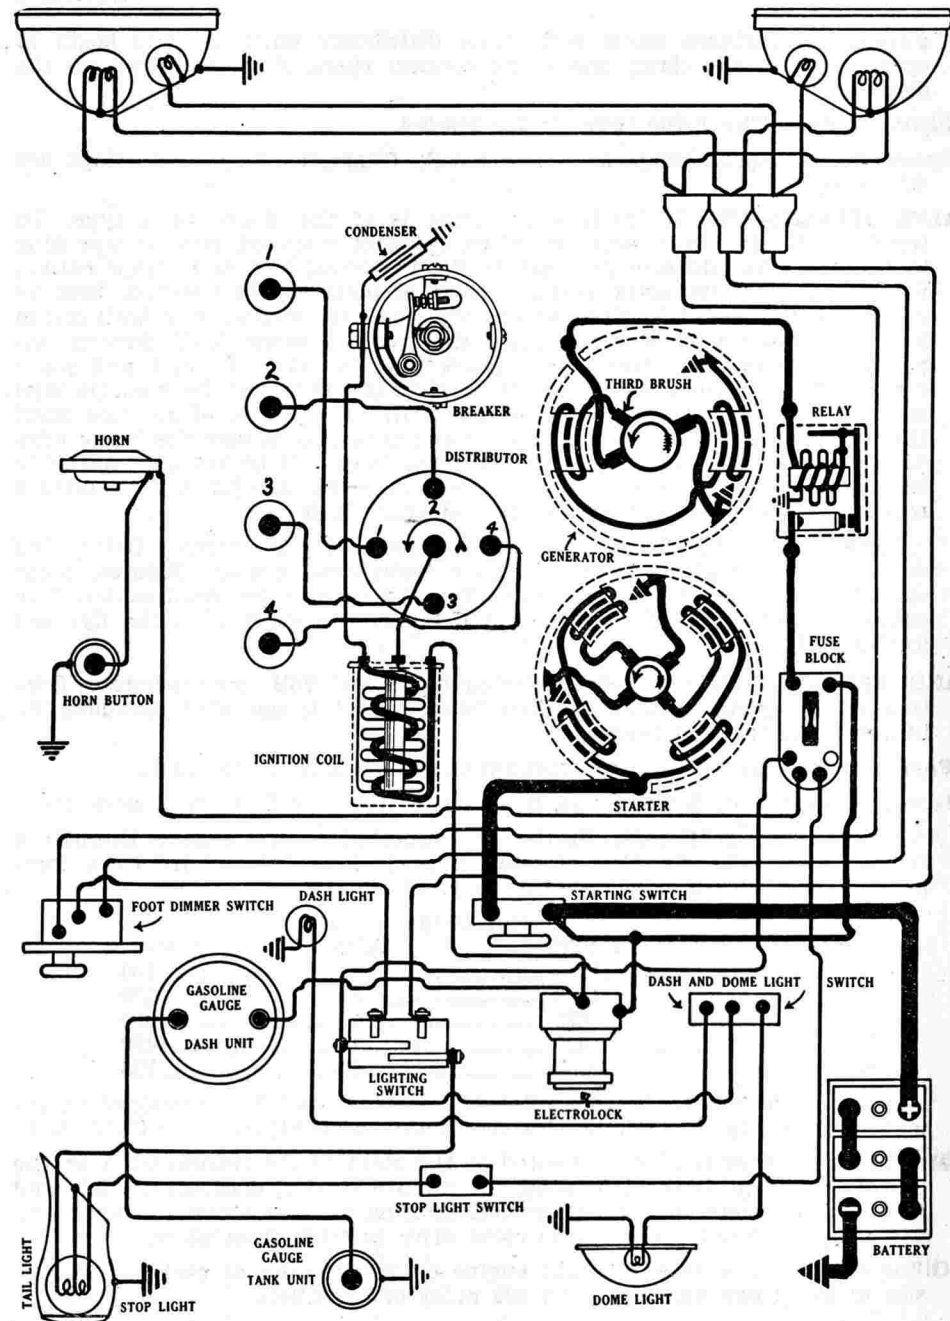 CONDENSER
1
THIRD BRUSH
2
BREAKER
RELAY
HORN
DISTRIBUTOR
3
1 2 4
GENERATOR
3
4
FUSE
BLOCK
HORN BUTTON
IGNITION COIL
STARTER
DASH LIGHT
STARTING SWITCH
FOOT DIMMER SWITCH
GASOLINE
GAUGE
DASH AND DOME LIGHT SWITCH
DASH UNIT
LIGHTING
SWITCH
ELECTROLOCK
STOP LIGHT SWITCH
GASOLINE
GAUGE
TANK UNIT
BATTERY
TAIL LIGHT
STOP LIGHT
DOME LIGHT